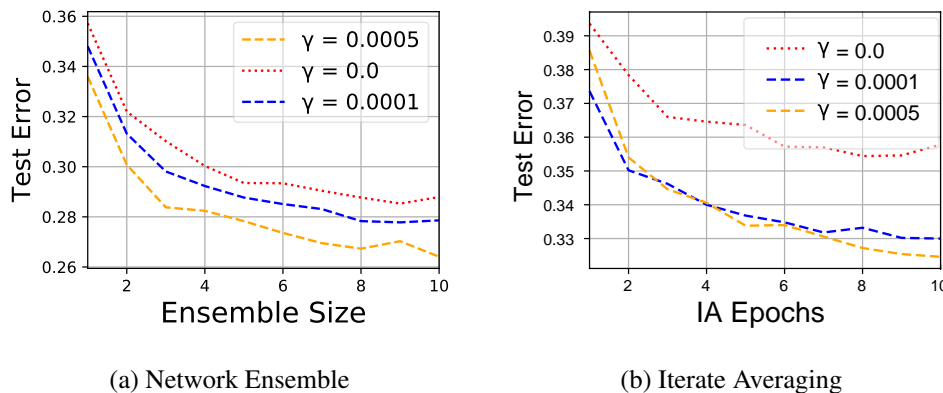 0.36
0.34
0.32
0.30
0.28
0.26
Test Error
γ = 0.0005
γ = 0.0
γ = 0.0001
2
4
6
8
10
Ensemble Size
(a) Network Ensemble
0.39
0.38
0.37
0.36
0.35
0.34
0.33
Test Error
γ = 0.0
γ = 0.0001
γ = 0.0005
2
4
6
8
10
IA Epochs
(b) Iterate Averaging